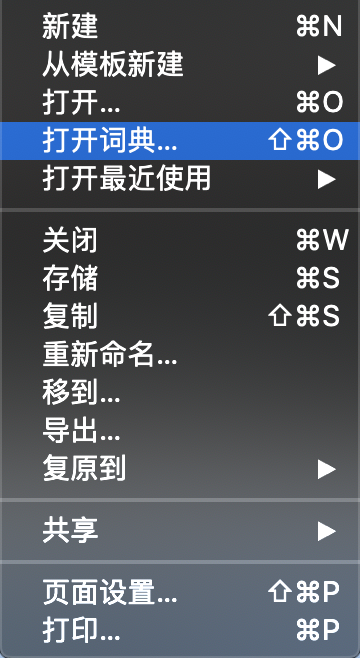 新建 ⌘N
从模板新建 ▶
打开... ⌘O
打开词典... ⇧⌘O
打开最近使用 ▶
关闭 ⌘W
存储 ⌘S
复制 ⇧⌘S
重新命名...
移到...
导出...
复原到 ▶
共享 ▶
页面设置... ⇧⌘P
打印... ⌘P